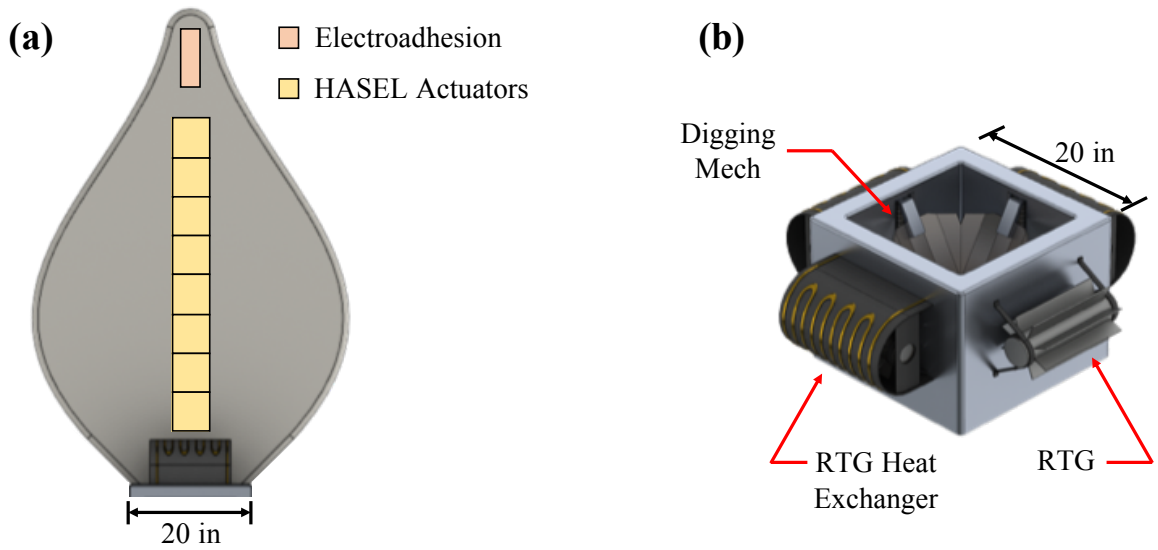 (a)
Electroadhesion
HASEL Actuators
20 in
(b)
Digging
Mech
20 in
RTG Heat
Exchanger
RTG